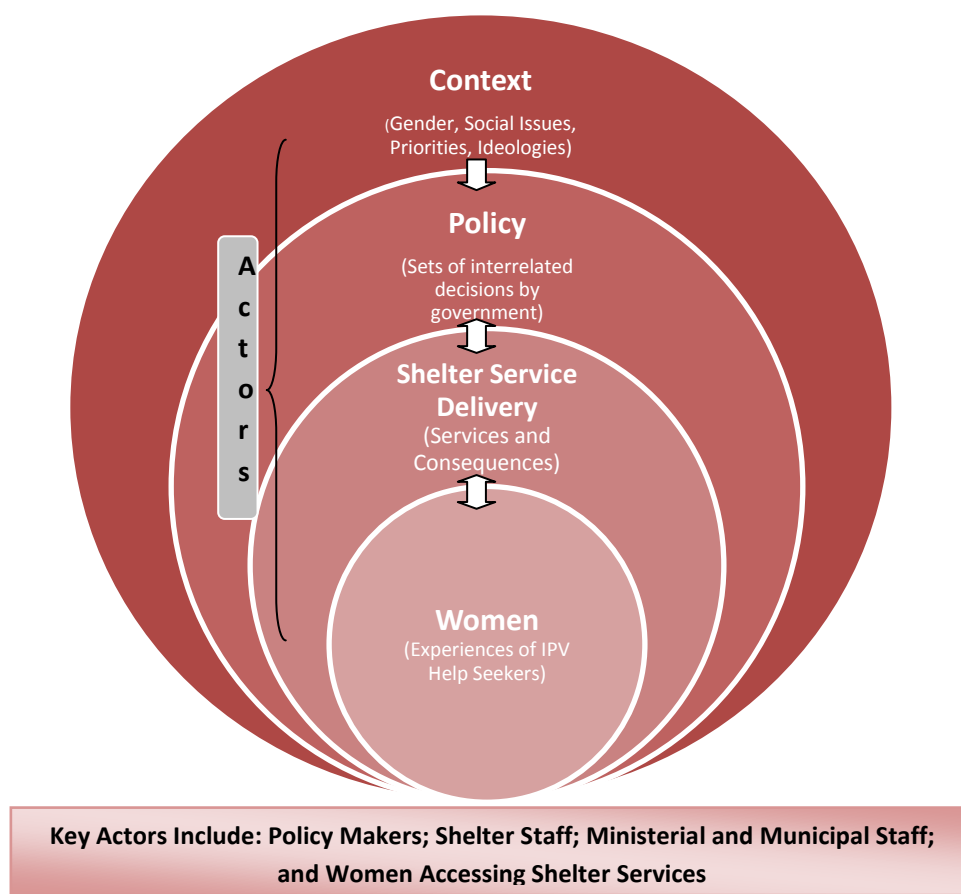 Context
(Gender, Social Issues,
Priorities, Ideologies)
Policy
(Sets of interrelated
decisions by
government)
Actors
Shelter Service
Delivery
(Services and
Consequences)
Women
(Experiences of IPV
Help Seekers)
Key Actors Include: Policy Makers; Shelter Staff; Ministerial and Municipal Staff;
and Women Accessing Shelter Services